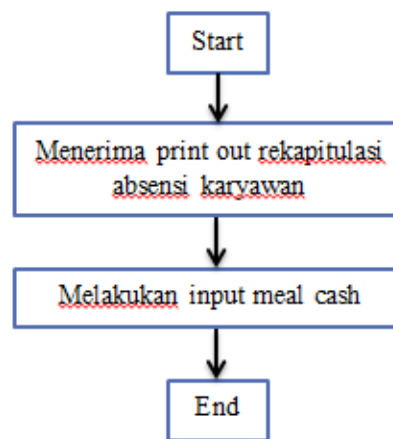 Start
Menerima print out rekapitulasi
absensi karyawan
Melakukan input meal cash
End